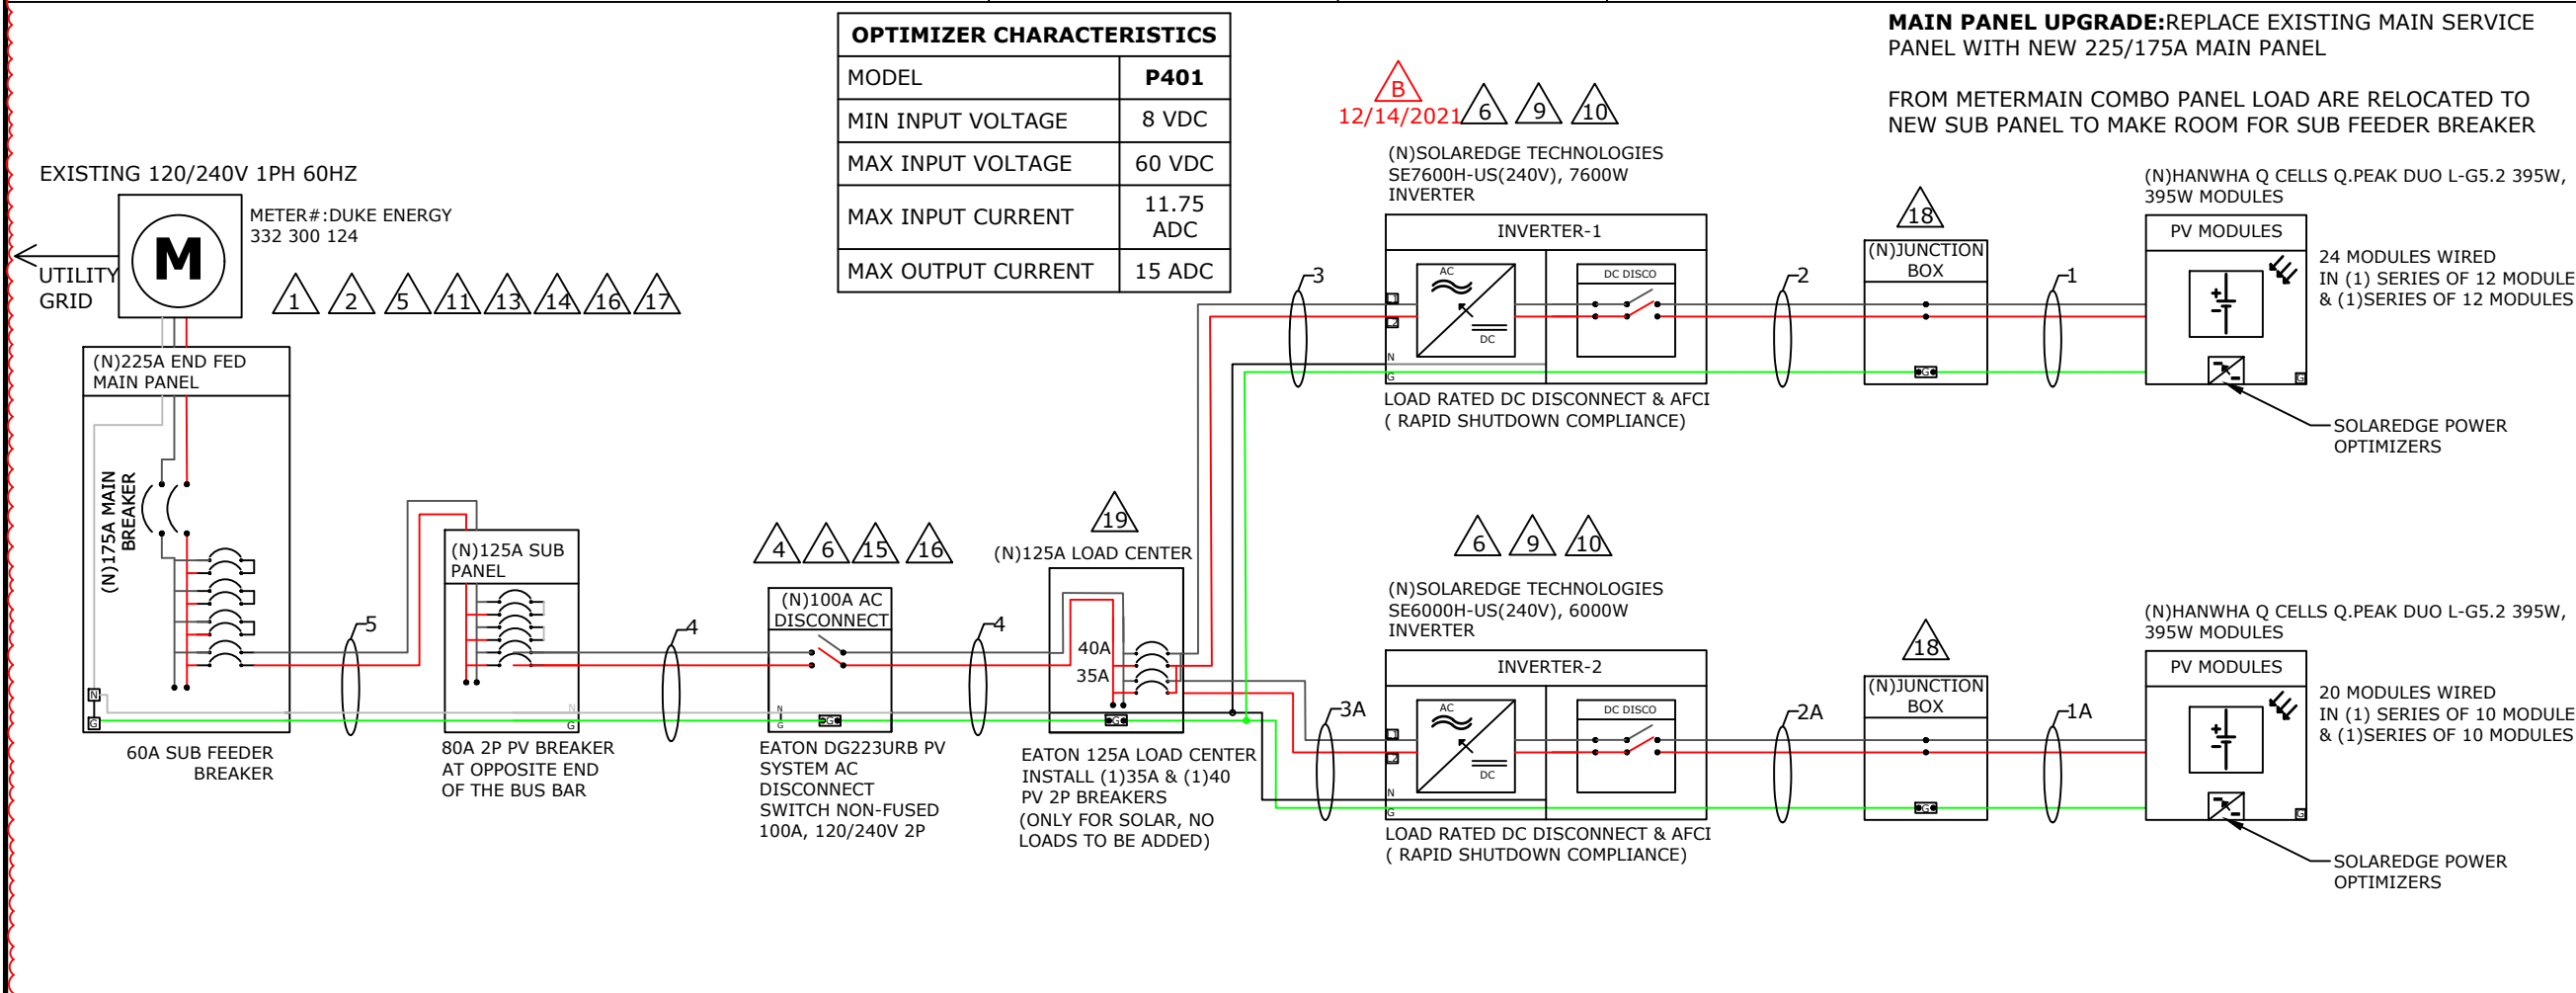 OPTIMIZER CHARACTERISTICS
MODEL P401
MIN INPUT VOLTAGE 8 VDC
MAX INPUT VOLTAGE 60 VDC
MAX INPUT CURRENT 11.75
ADC
MAX OUTPUT CURRENT 15 ADC
MAIN PANEL UPGRADE:REPLACE EXISTING MAIN SERVICE
PANEL WITH NEW 225/175A MAIN PANEL
FROM METERMAIN COMBO PANEL LOAD ARE RELOCATED TO
NEW SUB PANEL TO MAKE ROOM FOR SUB FEEDER BREAKER
EXISTING 120/240V 1PH 60HZ
M
METER#:DUKE ENERGY
332 300 124
UTILITY
GRID
1 2 5 11 13 14 16 17
(N)225A END FED
MAIN PANEL
(N)175A MAIN
BREAKER
N
G
60A SUB FEEDER
BREAKER
5
(N)125A SUB
PANEL
N
G
80A 2P PV BREAKER
AT OPPOSITE END
OF THE BUS BAR
4
4 6 15 16
(N)100A AC
DISCONNECT
N
G
G
EATON DG223URB PV
SYSTEM AC
DISCONNECT
SWITCH NON-FUSED
100A, 120/240V 2P
4
19
(N)125A LOAD CENTER
40A
35A
G
EATON 125A LOAD CENTER
INSTALL (1)35A & (1)40
PV 2P BREAKERS
(ONLY FOR SOLAR, NO
LOADS TO BE ADDED)
B
12/14/2021
6 9 10
(N)SOLAREDGE TECHNOLOGIES
SE7600H-US(240V), 7600W
INVERTER
3
INVERTER-1
AC
DC
DC DISCO
L1
L2
N
G
LOAD RATED DC DISCONNECT & AFCI
( RAPID SHUTDOWN COMPLIANCE)
2
18
(N)JUNCTION
BOX
G
1
(N)HANWHA Q CELLS Q.PEAK DUO L-G5.2 395W,
395W MODULES
PV MODULES
G
24 MODULES WIRED
IN (1) SERIES OF 12 MODULE
& (1)SERIES OF 12 MODULES
SOLAREDGE POWER
OPTIMIZERS
6 9 10
(N)SOLAREDGE TECHNOLOGIES
SE6000H-US(240V), 6000W
INVERTER
3A
INVERTER-2
AC
DC
DC DISCO
L1
L2
N
G
LOAD RATED DC DISCONNECT & AFCI
( RAPID SHUTDOWN COMPLIANCE)
2A
18
(N)JUNCTION
BOX
G
1A
(N)HANWHA Q CELLS Q.PEAK DUO L-G5.2 395W,
395W MODULES
PV MODULES
G
20 MODULES WIRED
IN (1) SERIES OF 10 MODULE
& (1)SERIES OF 10 MODULES
SOLAREDGE POWER
OPTIMIZERS